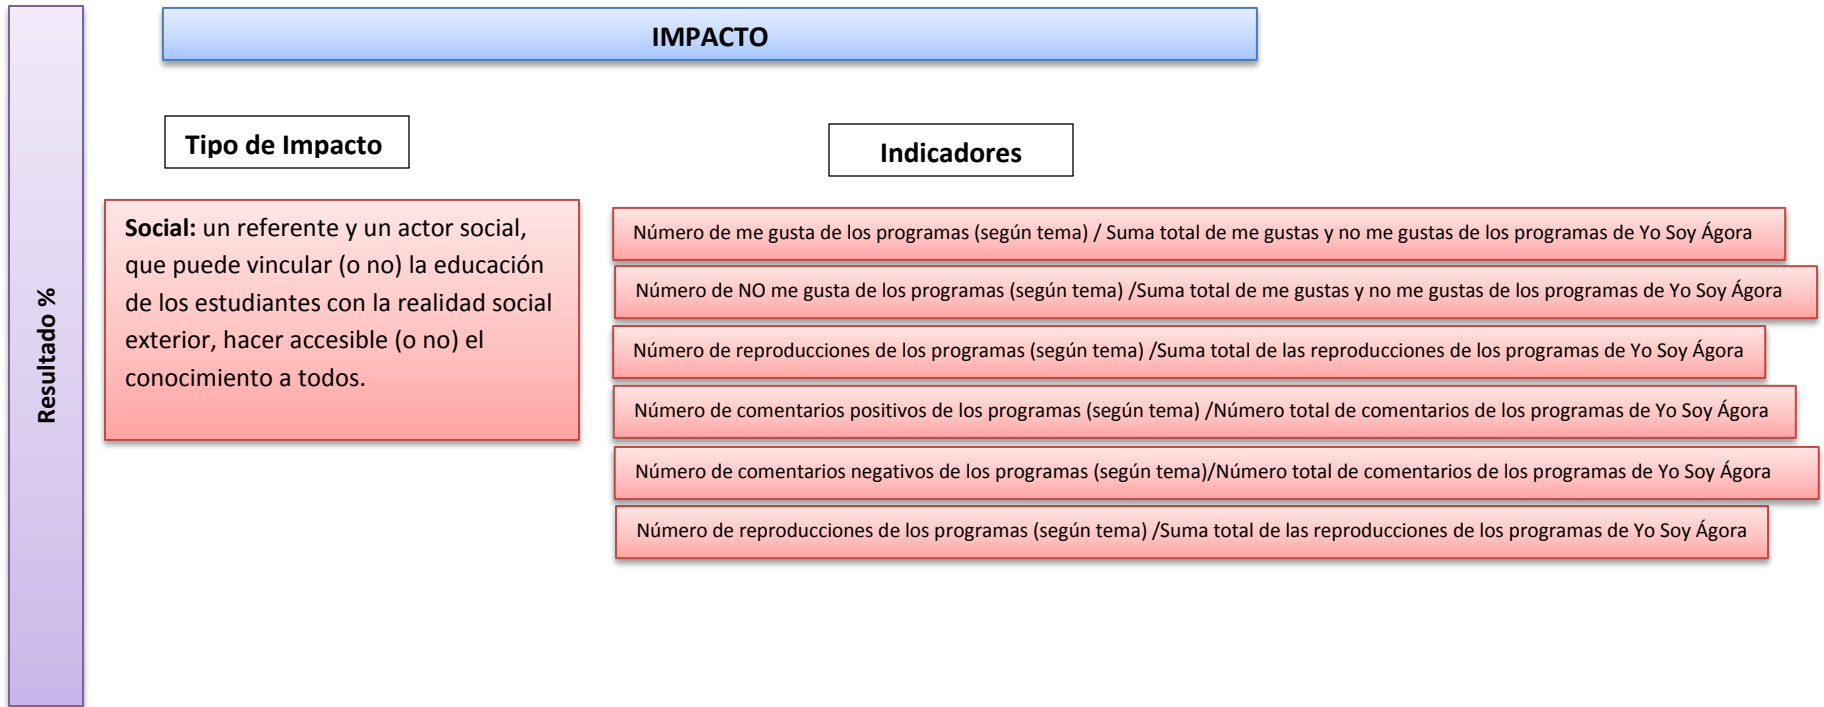 IMPACTO
Tipo de Impacto
Indicadores
Resultado %
Social: un referente y un actor social,
que puede vincular (o no) la educación
de los estudiantes con la realidad social
exterior, hacer accesible (o no) el
conocimiento a todos.
Número de me gusta de los programas (según tema) / Suma total de me gustas y no me gustas de los programas de Yo Soy Ágora
Número de NO me gusta de los programas (según tema) /Suma total de me gustas y no me gustas de los programas de Yo Soy Ágora
Número de reproducciones de los programas (según tema) /Suma total de las reproducciones de los programas de Yo Soy Ágora
Número de comentarios positivos de los programas (según tema) /Número total de comentarios de los programas de Yo Soy Ágora
Número de comentarios negativos de los programas (según tema)/Número total de comentarios de los programas de Yo Soy Ágora
Número de reproducciones de los programas (según tema) /Suma total de las reproducciones de los programas de Yo Soy Ágora